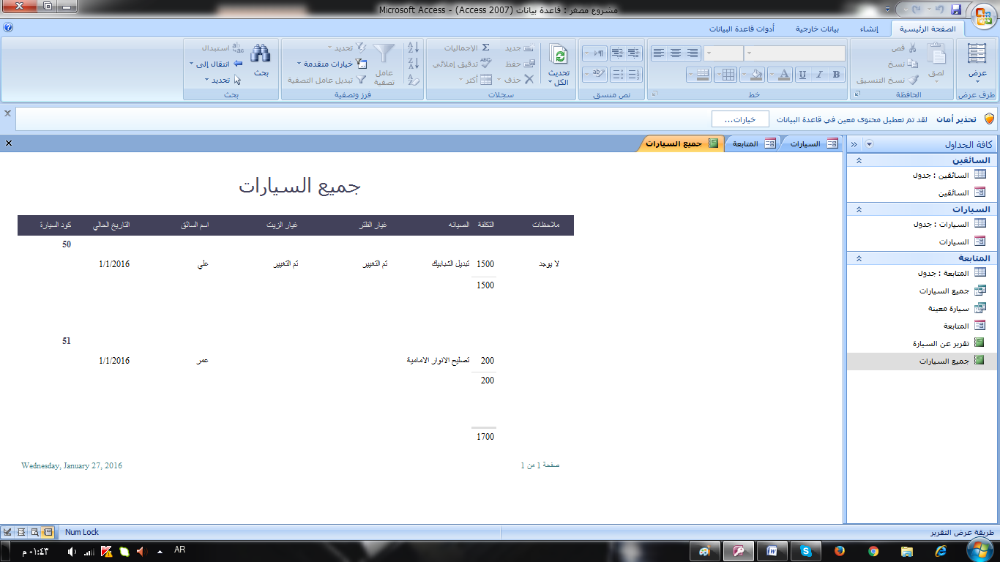 مشروع مصغر : قاعدة بيانات (Access 2007) - Microsoft Access
الصفحة الرئيسية إنشاء بيانات خارجية أدوات قاعدة البيانات
عرض
طرق عرض
لصق
قص
نسخ
نسخ التنسيق
الحافظة
خط
نص منسق
تحديث الكل
جديد
حفظ
حذف
الإجماليات
تدقيق إملائي
أكثر
سجلات
عامل تصفية
تحديد
خيارات متقدمة
تبديل عامل التصفية
فرز وتصفية
بحث
استبدال
انتقال إلى
تحديد
بحث
تحذير أمان لقد تم تعطيل محتوى معين في قاعدة البيانات خيارات...
كافة الجداول
السائقين
السائقين : جدول
السائقين
السيارات
السيارات : جدول
السيارات
المتابعة
المتابعة : جدول
جميع السيارات
سيارة معينة
المتابعة
تقرير عن السيارة
جميع السيارات
السيارات المتابعة جميع السيارات
جميع السيارات
ملاحظات التكلفة الصيانه غيار الفلتر غيار الزيت اسم السائق التاريخ الحالي كود السيارة
50
لا يوجد 1500 تبديل الشبابيك تم التغيير تم التغيير علي 1/1/2016
1500
51
200 تصليح الانوار الامامية عمر 1/1/2016
200
1700
صفحة 1 من 1 Wednesday, January 27, 2016
طريقة عرض التقرير Num Lock
AR ٠١:٤٣ م